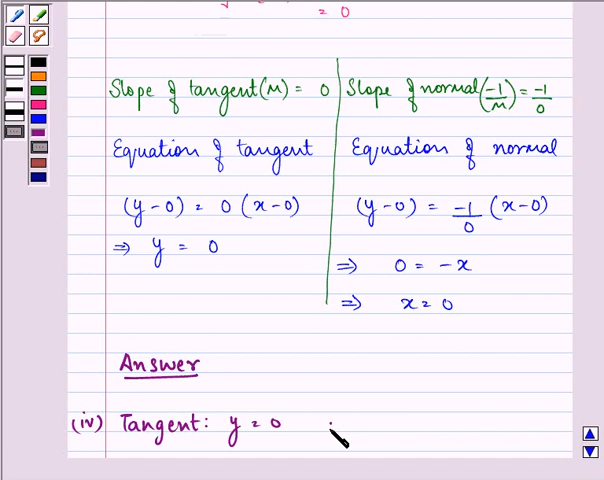 = 0
Slope of tangent (M) = 0
Equation of tangent
(y-0) = 0 (x-0)
⇒ y = 0
Slope of normal (-1/M) = -1/0
Equation of normal
(y-0) = -1/0 (x-0)
⇒ 0 = -x
⇒ x = 0
Answer
(iv) Tangent: y = 0